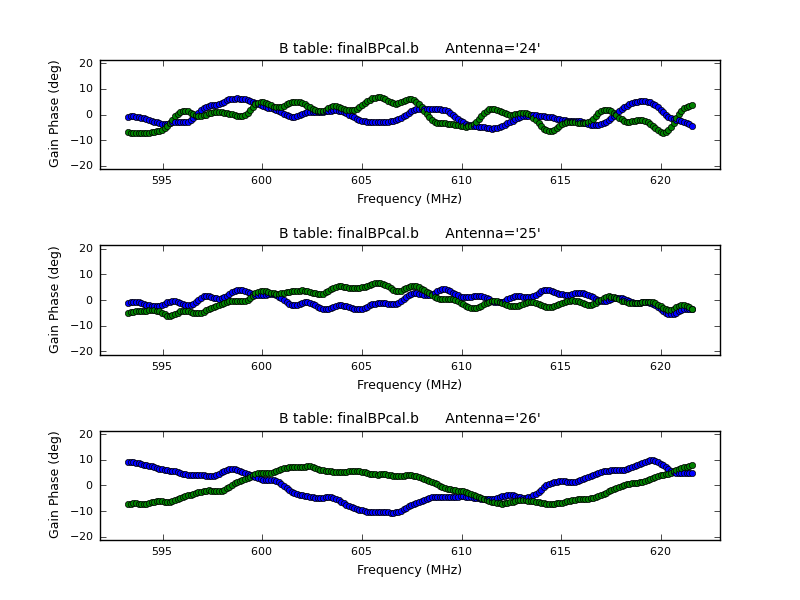 B table: finalBPcal.b Antenna='24'
20
10
0
−10
−20
Gain Phase (deg)
595 600 605 610 615 620
Frequency (MHz)
B table: finalBPcal.b Antenna='25'
20
10
0
−10
−20
Gain Phase (deg)
595 600 605 610 615 620
Frequency (MHz)
B table: finalBPcal.b Antenna='26'
20
10
0
−10
−20
Gain Phase (deg)
595 600 605 610 615 620
Frequency (MHz)